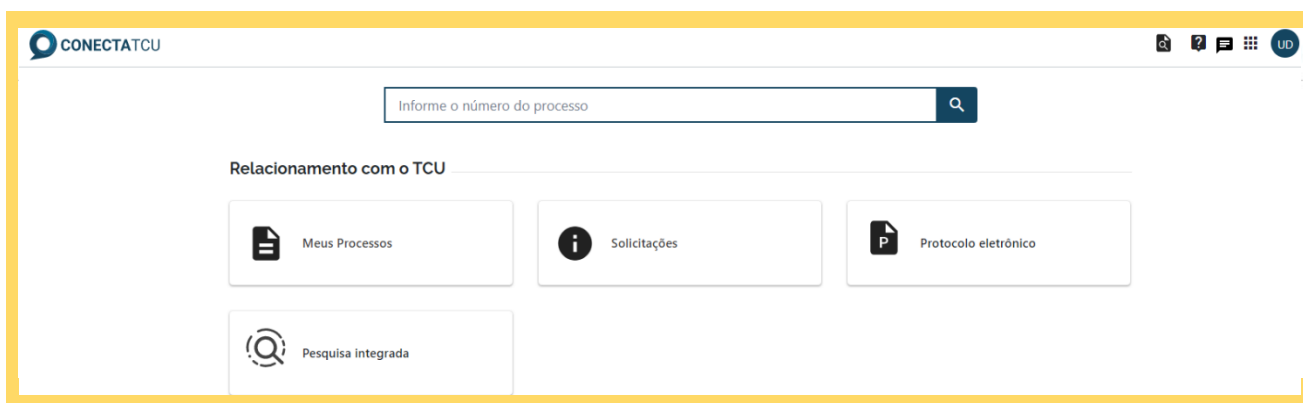 CONECTATCU
UD
Informe o número do processo
Relacionamento com o TCU
Meus Processos
Solicitações
P
Protocolo eletrônico
Pesquisa integrada